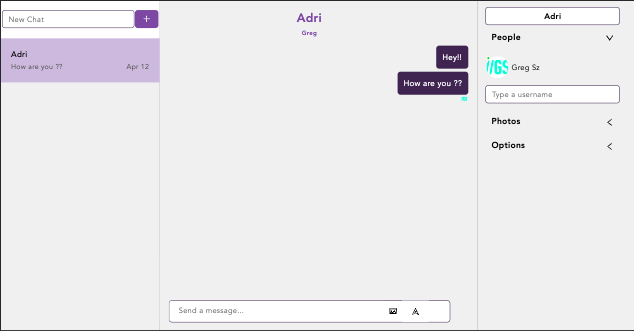 New Chat
+
Adri
How are you ??
Apr 12
Adri
Greg
Hey!!
How are you ??
Send a message...
Adri
People
Greg Sz
Type a username
Photos
Options